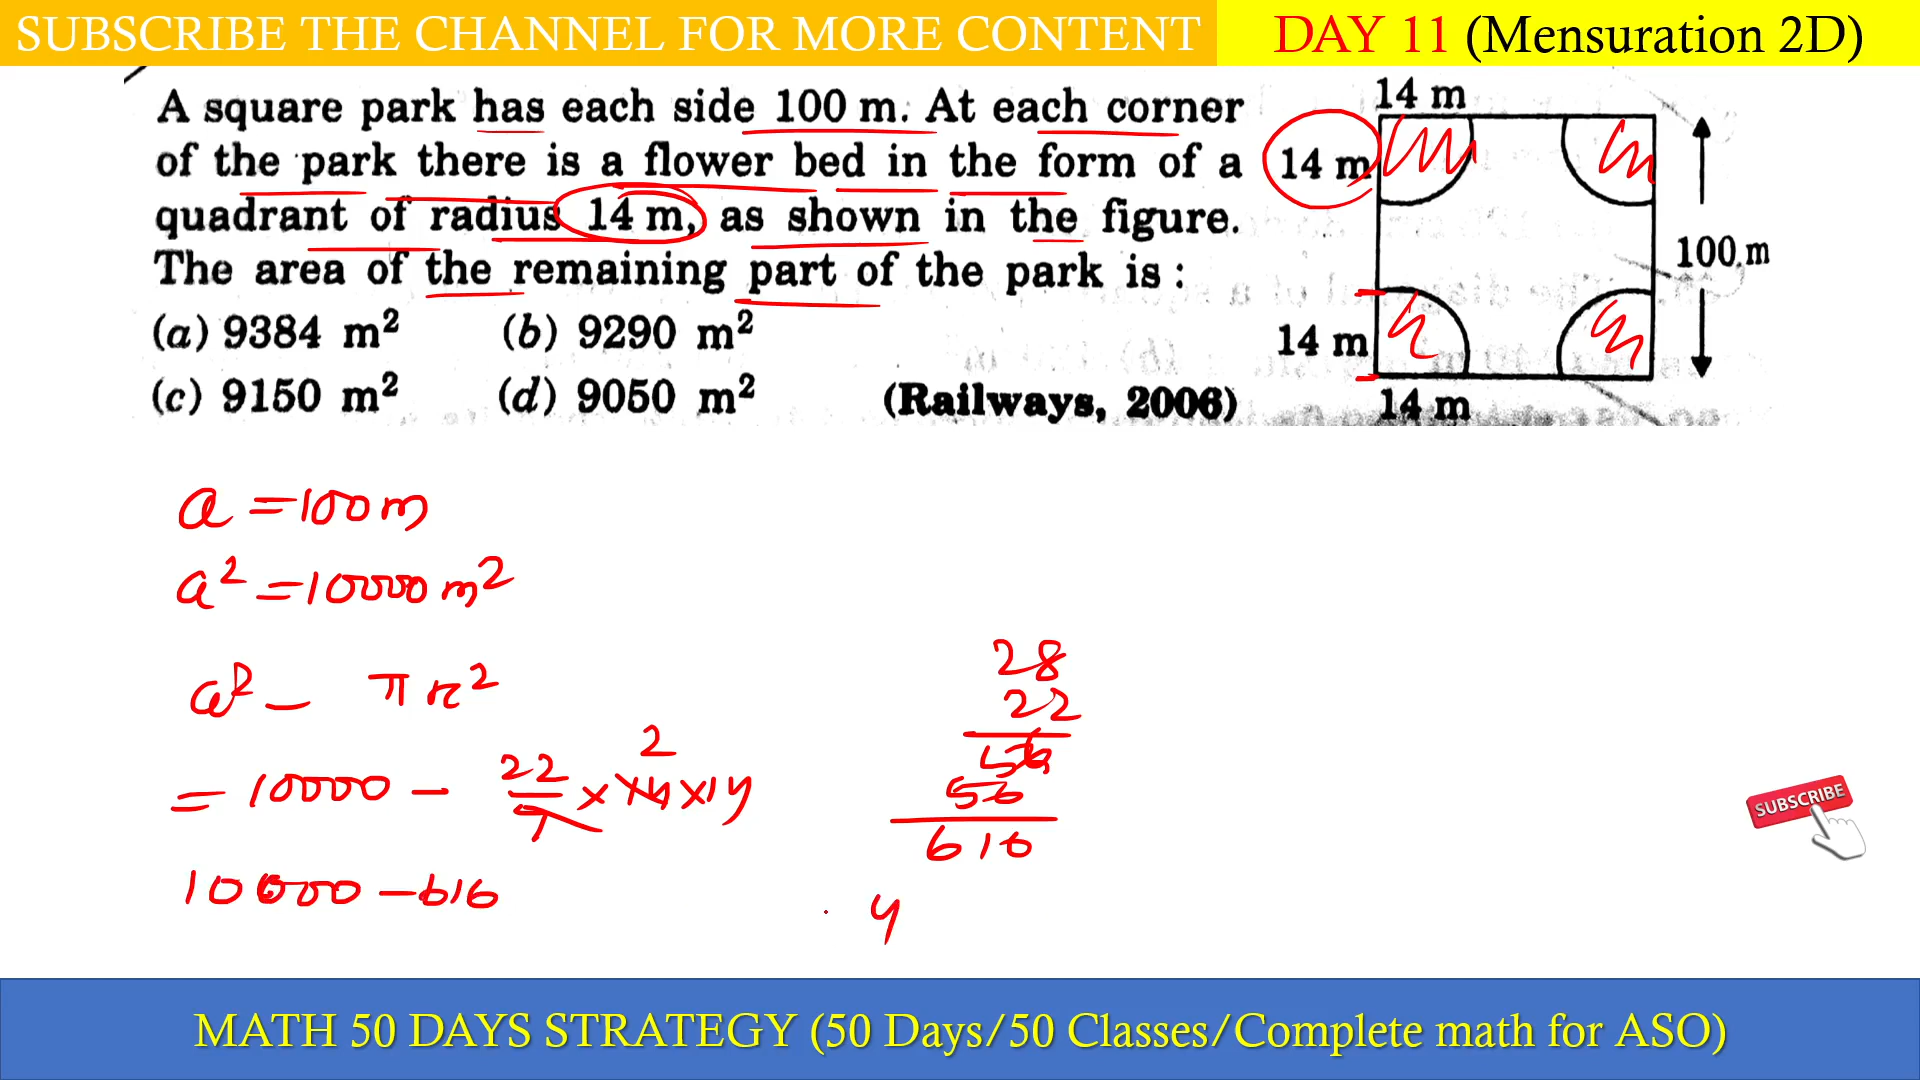 SUBSCRIBE THE CHANNEL FOR MORE CONTENT
DAY 11 (Mensuration 2D)
A square park has each side 100 m. At each corner
of the park there is a flower bed in the form of a
quadrant of radius 14 m, as shown in the figure.
The area of the remaining part of the park is :
(a) 9384 m² (b) 9290 m²
(c) 9150 m² (d) 9050 m² (Railways, 2006)
14 m
14 m
100 m
14 m
14 m
a = 100 m
a² = 10000 m²
a² - πr²
= 10000 - 22/7 × 14 × 14
2
10000 - 616
28
22
56
56
616
4
SUBSCRIBE
MATH 50 DAYS STRATEGY (50 Days/50 Classes/Complete math for ASO)